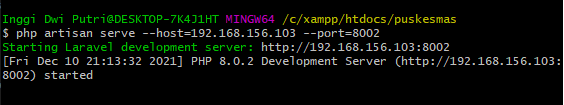 Inggi Dwi Putri@DESKTOP-7K4J1HT MINGW64 /c/xampp/htdocs/puskesmas
$ php artisan serve --host=192.168.156.103 --port=8002
Starting Laravel development server: http://192.168.156.103:8002
[Fri Dec 10 21:13:32 2021] PHP 8.0.2 Development Server (http://192.168.156.103:
8002) started